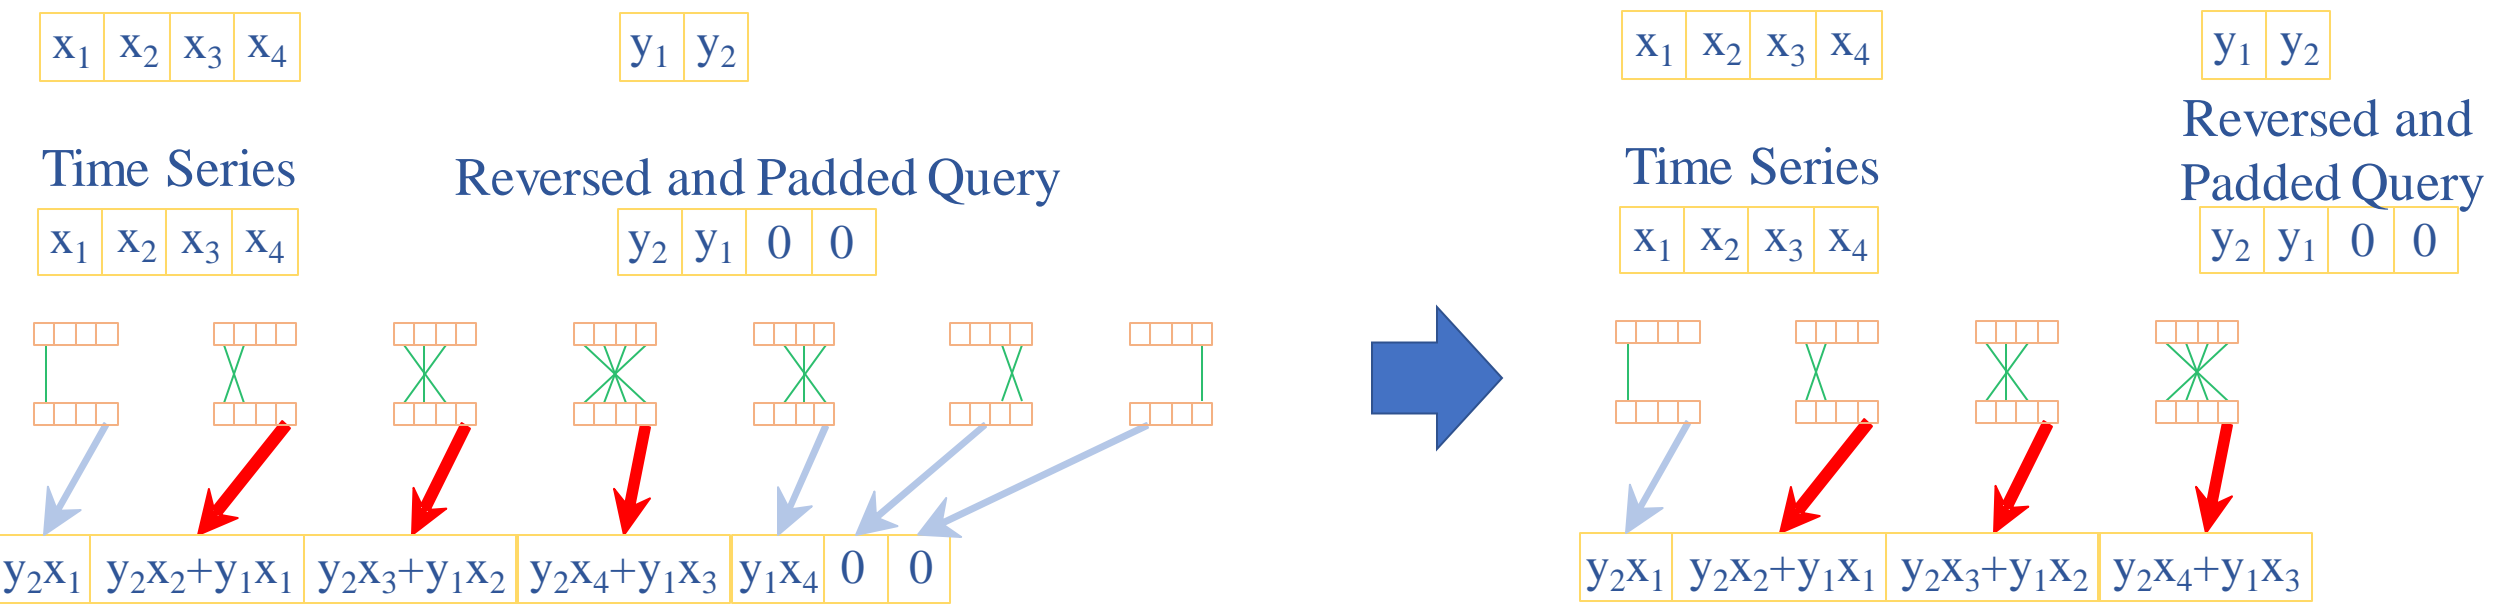 x₁ x₂ x₃ x₄
y₁ y₂
Time Series
Reversed and Padded Query
x₁ x₂ x₃ x₄
y₂ y₁ 0 0
y₂x₁ y₂x₂+y₁x₁ y₂x₃+y₁x₂ y₂x₄+y₁x₃ y₁x₄ 0 0
x₁ x₂ x₃ x₄
y₁ y₂
Time Series
Reversed and
Padded Query
x₁ x₂ x₃ x₄
y₂ y₁ 0 0
y₂x₁ y₂x₂+y₁x₁ y₂x₃+y₁x₂ y₂x₄+y₁x₃